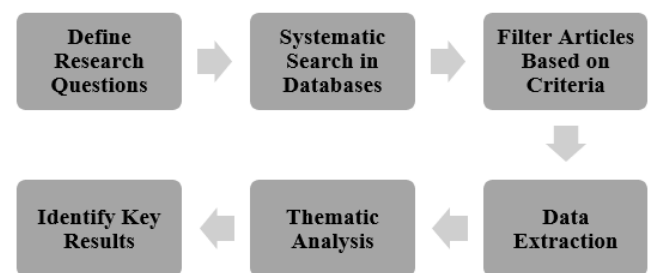 Define
Research
Questions
Systematic
Search in
Databases
Filter Articles
Based on
Criteria
Data
Extraction
Thematic
Analysis
Identify Key
Results